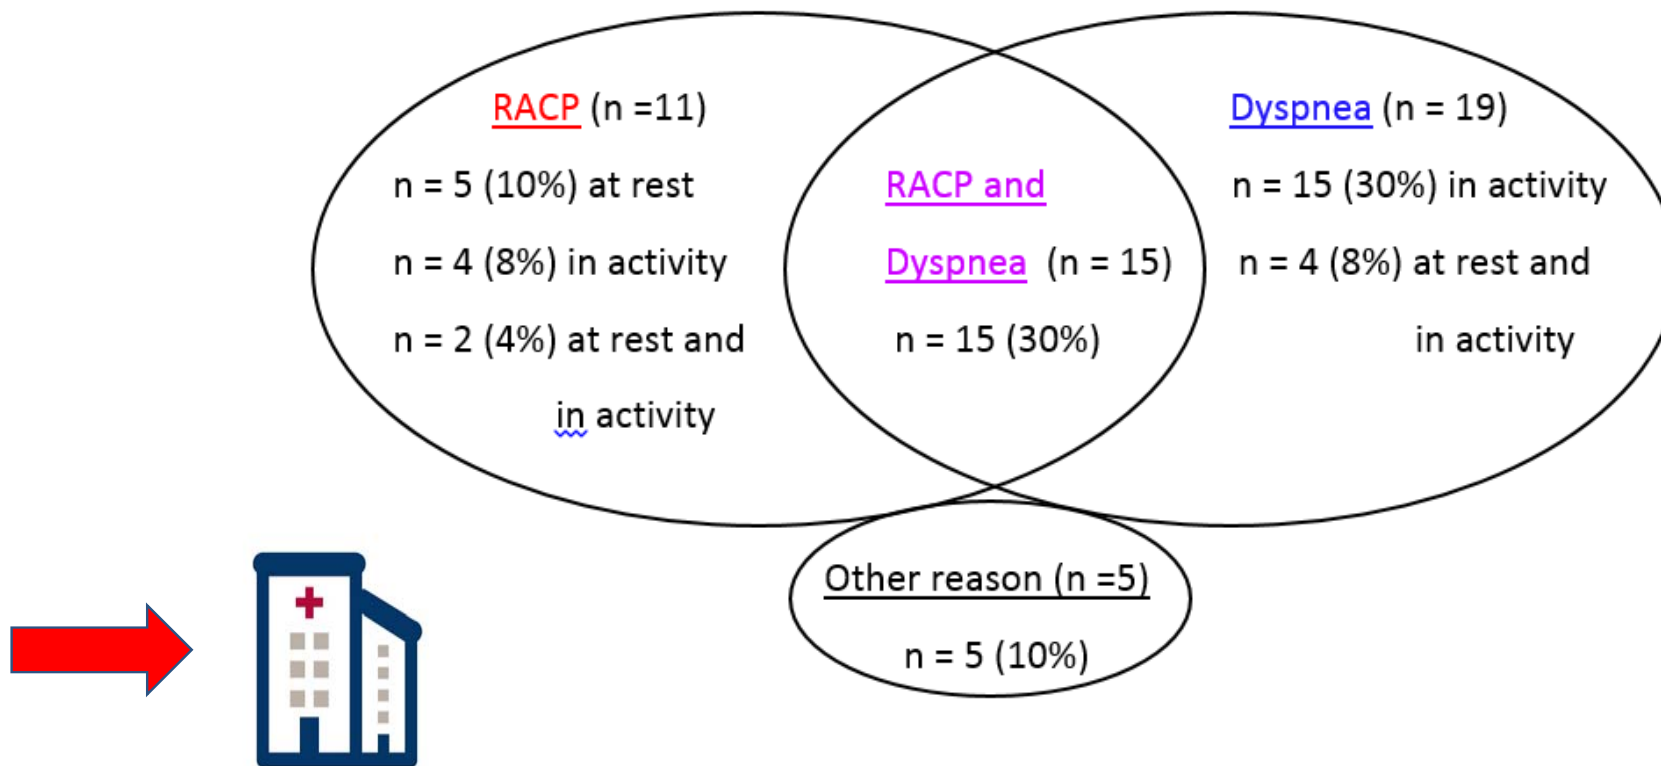 RACP (n =11)
n = 5 (10%) at rest
n = 4 (8%) in activity
n = 2 (4%) at rest and
in activity
RACP and
Dyspnea (n = 15)
n = 15 (30%)
Dyspnea (n = 19)
n = 15 (30%) in activity
n = 4 (8%) at rest and
in activity
Other reason (n =5)
n = 5 (10%)